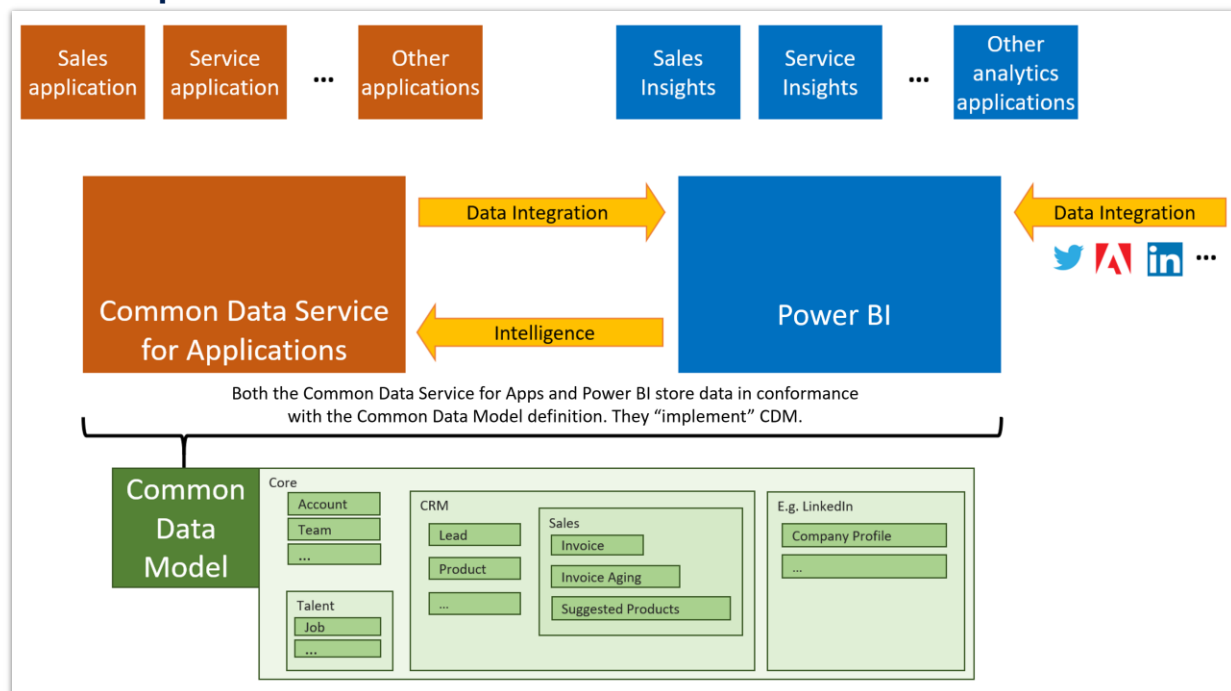 Sales
application
Service
application
...
Other
applications
Sales
Insights
Service
Insights
...
Other
analytics
applications
Common Data Service
for Applications
Data Integration
Intelligence
Power BI
Data Integration
in
...
Both the Common Data Service for Apps and Power BI store data in conformance
with the Common Data Model definition. They “implement” CDM.
Common
Data
Model
Core
Account
Team
...
Talent
Job
...
CRM
Lead
Product
...
Sales
Invoice
Invoice Aging
Suggested Products
E.g. LinkedIn
Company Profile
...